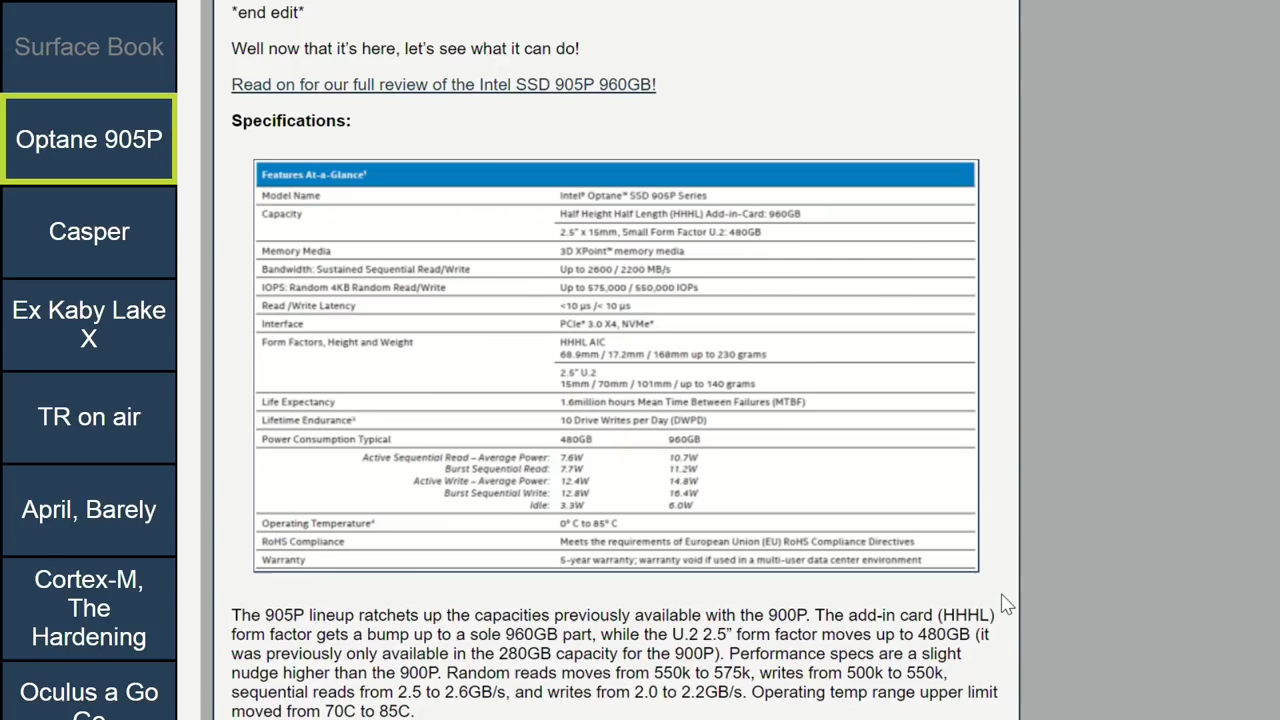 Surface Book
Optane 905P
Casper
Ex Kaby Lake
X
TR on air
April, Barely
Cortex-M,
The
Hardening
Oculus a Go
Go
*end edit*
Well now that it's here, let's see what it can do!
Read on for our full review of the Intel SSD 905P 960GB!
Specifications:
Features At-a-Glance⁵
Model Name Intel® Optane™ SSD 905P Series
Capacity Half Height Half Length (HHHL) Add-in-Card: 960GB
2.5" x 15mm, Small Form Factor U.2: 480GB
Memory Media 3D XPoint™ memory media
Bandwidth: Sustained Sequential Read/Write Up to 2600 / 2200 MB/s
IOPS: Random 4KB Random Read/Write Up to 575,000 / 550,000 IOPs
Read /Write Latency <10 µs /< 10 µs
Interface PCIe* 3.0 X4, NVMe*
Form Factors, Height and Weight HHHL AIC
68.9mm / 17.2mm / 168mm up to 230 grams
2.5" U.2
15mm / 70mm / 101mm / up to 140 grams
Life Expectancy 1.6million hours Mean Time Between Failures (MTBF)
Lifetime Endurance³ 10 Drive Writes per Day (DWPD)
Power Consumption Typical 480GB 960GB
Active Sequential Read – Average Power: 7.6W 10.7W
Burst Sequential Read: 7.7W 11.2W
Active Write – Average Power: 12.4W 14.8W
Burst Sequential Write: 12.8W 16.4W
Idle: 3.3W 6.0W
Operating Temperature⁴ 0° C to 85° C
RoHS Compliance Meets the requirements of European Union (EU) RoHS Compliance Directives
Warranty 5-year warranty; warranty void if used in a multi-user data center environment
The 905P lineup ratchets up the capacities previously available with the 900P. The add-in card (HHHL)
form factor gets a bump up to a sole 960GB part, while the U.2 2.5" form factor moves up to 480GB (it
was previously only available in the 280GB capacity for the 900P). Performance specs are a slight
nudge higher than the 900P. Random reads moves from 550k to 575k, writes from 500k to 550k,
sequential reads from 2.5 to 2.6GB/s, and writes from 2.0 to 2.2GB/s. Operating temp range upper limit
moved from 70C to 85C.